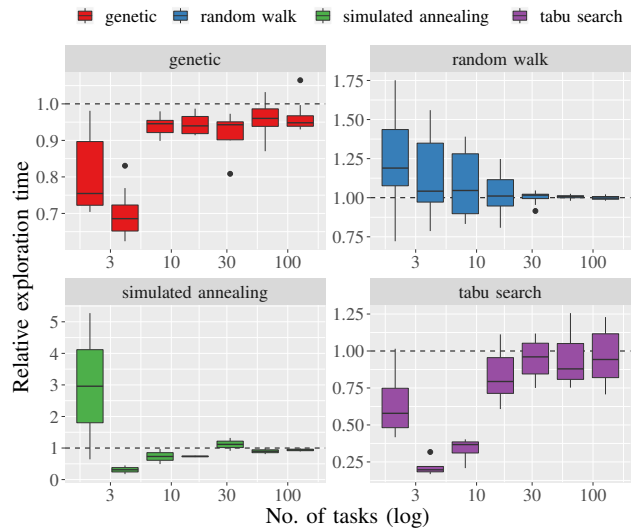 genetic random walk simulated annealing tabu search
genetic random walk
1.0
0.9
0.8
0.7
1.75
1.50
1.25
1.00
0.75
3 10 30 100
3 10 30 100
simulated annealing tabu search
5
4
3
2
1
0
1.25
1.00
0.75
0.50
0.25
3 10 30 100
3 10 30 100
Relative exploration time
No. of tasks (log)